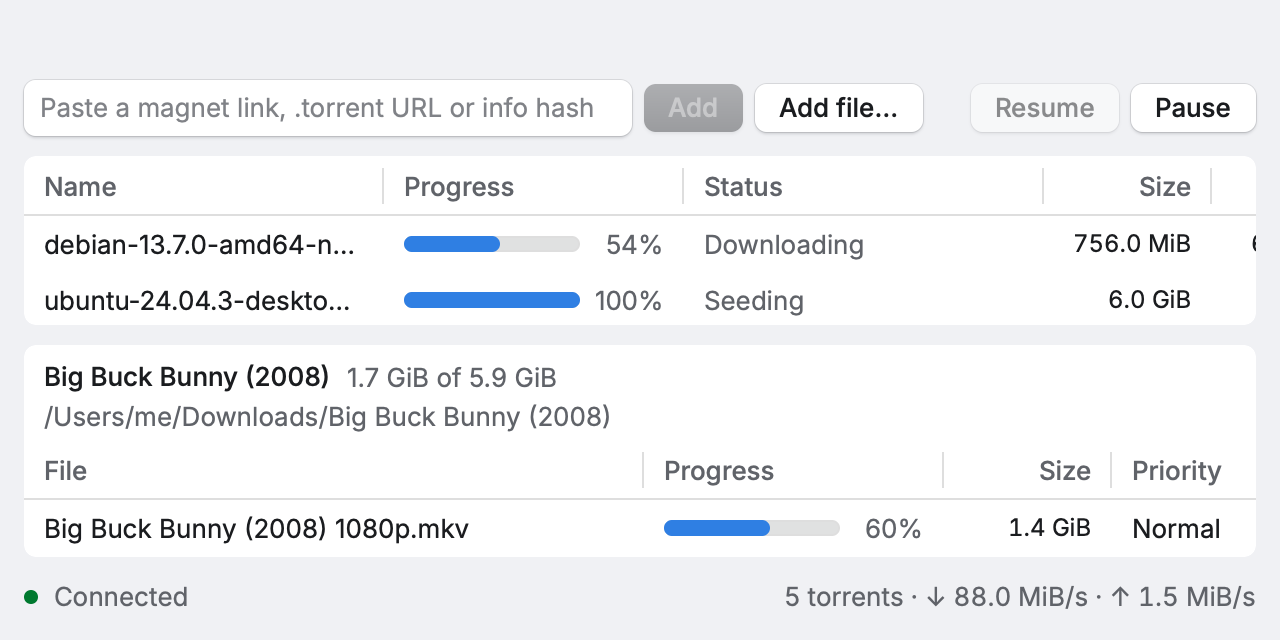 Paste a magnet link, .torrent URL or info hash Add Add file... Resume Pause
Name Progress Status Size
debian-13.7.0-amd64-n... 54% Downloading 756.0 MiB
ubuntu-24.04.3-deskto... 100% Seeding 6.0 GiB
Big Buck Bunny (2008) 1.7 GiB of 5.9 GiB
/Users/me/Downloads/Big Buck Bunny (2008)
File Progress Size Priority
Big Buck Bunny (2008) 1080p.mkv 60% 1.4 GiB Normal
Connected 5 torrents · ↓ 88.0 MiB/s · ↑ 1.5 MiB/s